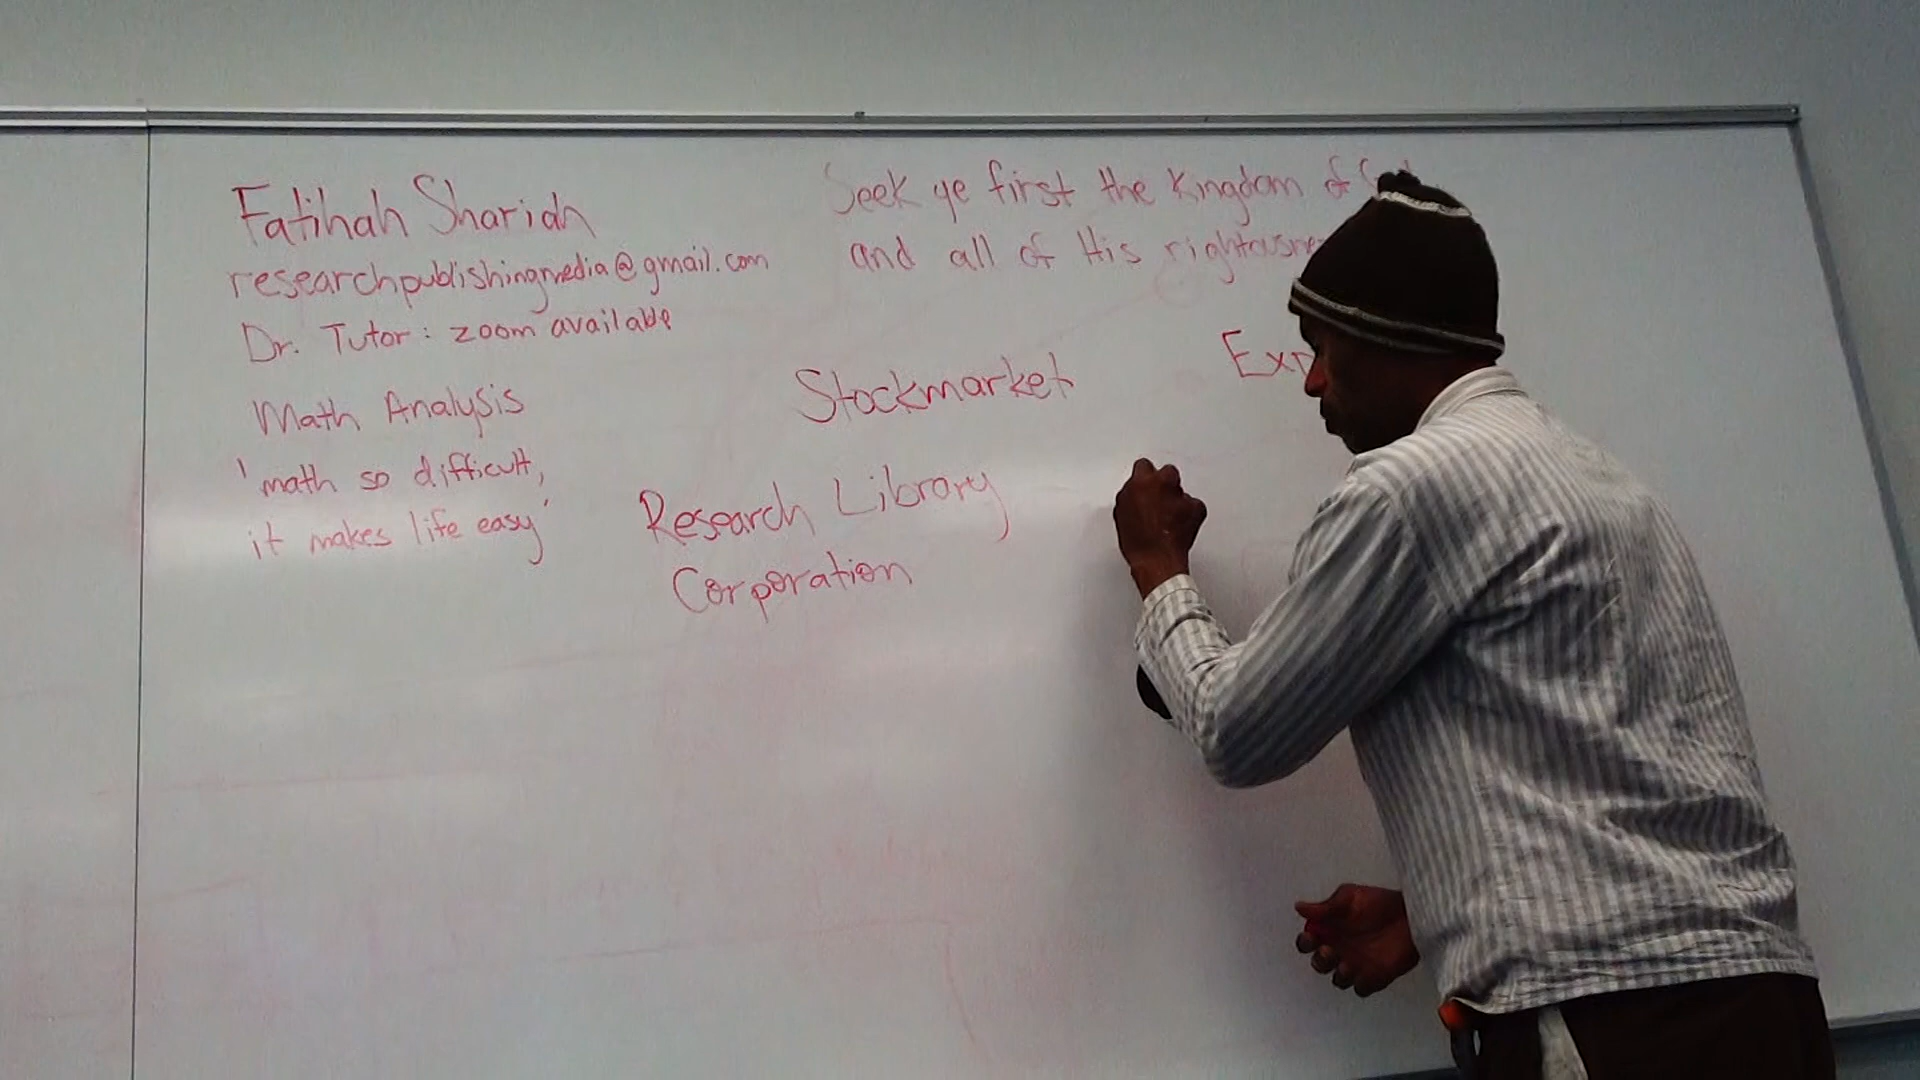 Fatihah Shariah
researchpublishingmedia@gmail.com
Dr. Tutor: zoom available
Math Analysis
'math so difficult,
it makes life easy'
Seek ye first the Kingdom of
and all of His
Stockmarket
Research Library
Corporation